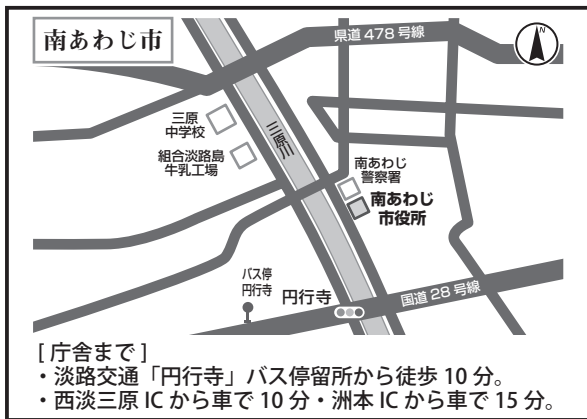 南あわじ市
県道 478 号線
N
三原
中学校
三原川
組合淡路島
牛乳工場
南あわじ
警察署
南あわじ
市役所
バス停
円行寺
円行寺
国道 28 号線
[ 庁舎まで ]
・淡路交通「円行寺」バス停留所から徒歩 10 分。
・西淡三原 IC から車で 10 分・洲本 IC から車で 15 分。